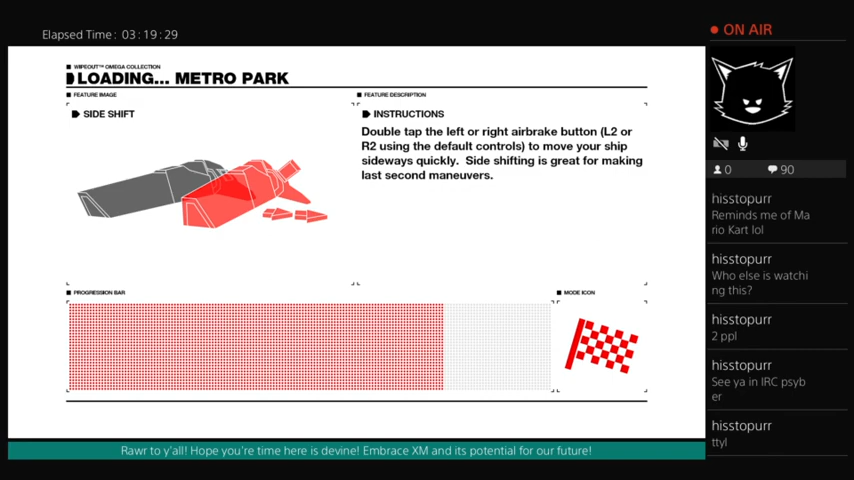 Elapsed Time: 03:19:29
ON AIR
WIPEOUT™ OMEGA COLLECTION
LOADING... METRO PARK
FEATURE IMAGE
FEATURE DESCRIPTION
SIDE SHIFT
INSTRUCTIONS
Double tap the left or right airbrake button (L2 or
R2 using the default controls) to move your ship
sideways quickly. Side shifting is great for making
last second maneuvers.
PROGRESSION BAR
MODE ICON
0
90
hisstopurr
Reminds me of Ma
rio Kart lol
hisstopurr
Who else is watchi
ng this?
hisstopurr
2 ppl
hisstopurr
See ya in IRC psyb
er
hisstopurr
ttyl
Rawr to y'all! Hope you're time here is devine! Embrace XM and its potential for our future!